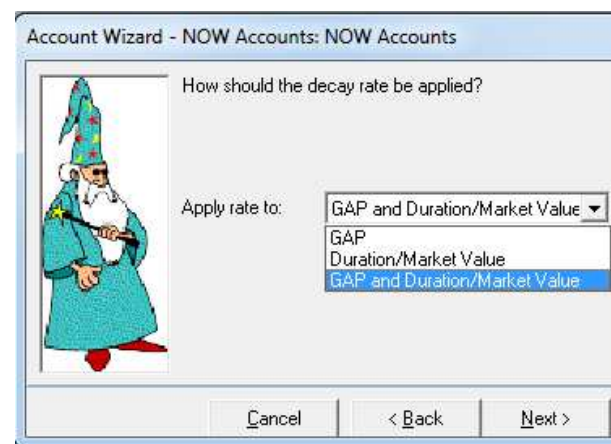 Account Wizard - NOW Accounts: NOW Accounts
How should the decay rate be applied?
Apply rate to: GAP and Duration/Market Value
GAP
Duration/Market Value
GAP and Duration/Market Value
Cancel < Back Next >